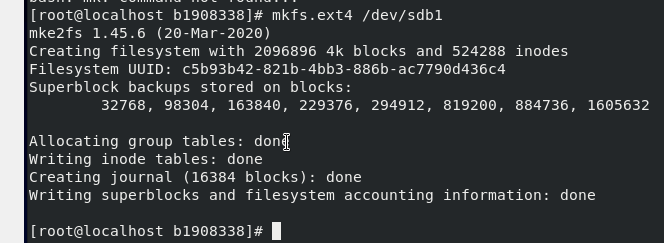 [root@localhost b1908338]# mkfs.ext4 /dev/sdb1
mke2fs 1.45.6 (20-Mar-2020)
Creating filesystem with 2096896 4k blocks and 524288 inodes
Filesystem UUID: c5b93b42-821b-4bb3-886b-ac7790d436c4
Superblock backups stored on blocks:
32768, 98304, 163840, 229376, 294912, 819200, 884736, 1605632
Allocating group tables: done
Writing inode tables: done
Creating journal (16384 blocks): done
Writing superblocks and filesystem accounting information: done
[root@localhost b1908338]#